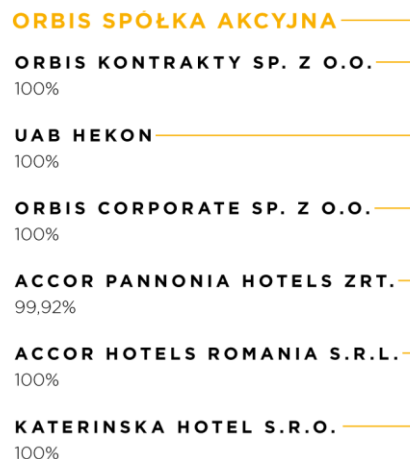 ORBIS SPÓŁKA AKCYJNA
ORBIS KONTRAKTY SP. Z O.O.
100%
UAB HEKON
100%
ORBIS CORPORATE SP. Z O.O.
100%
ACCOR PANNONIA HOTELS ZRT.
99,92%
ACCOR HOTELS ROMANIA S.R.L.
100%
KATERINSKA HOTEL S.R.O.
100%